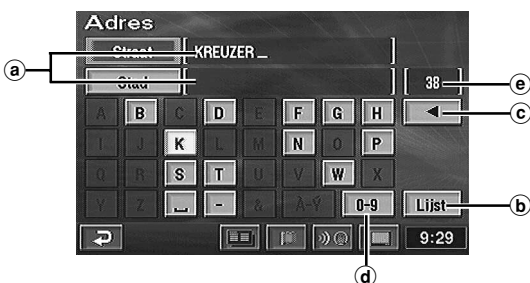 Adres
Straat KREUZER _
a Stad 38 e
A B C D E F G H c
I J K L M N O P
Q R S T U V W X
Y Z - & À-Ý 0-9 Lijst b
9:29
d